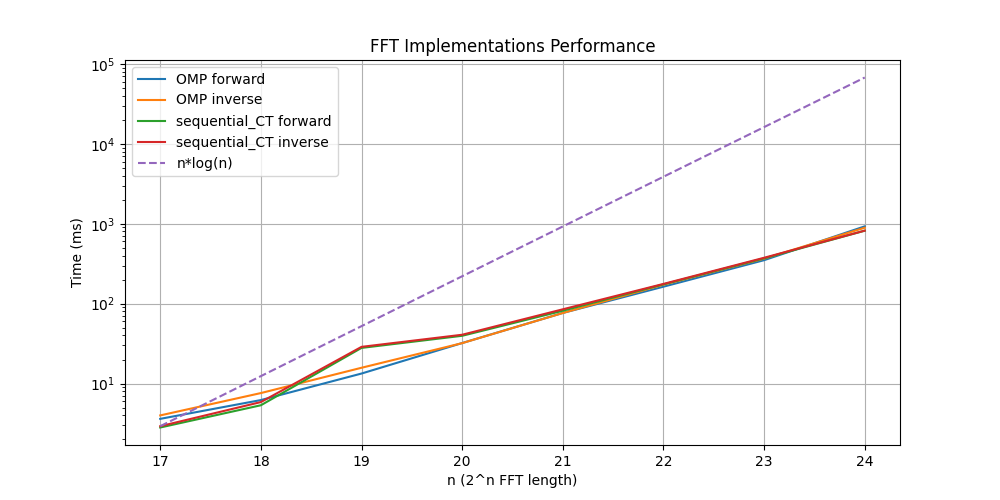 FFT Implementations Performance
OMP forward
OMP inverse
sequential_CT forward
sequential_CT inverse
n*log(n)
Time (ms)
10^5
10^4
10^3
10^2
10^1
17 18 19 20 21 22 23 24
n (2^n FFT length)